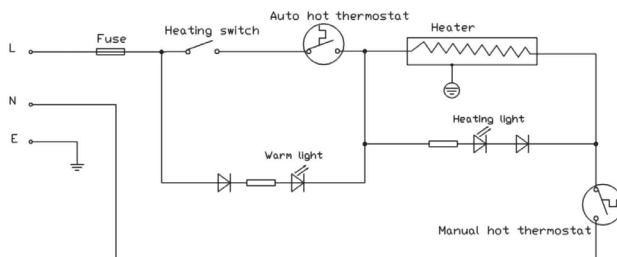 Auto hot thermostat
Heating switch
Heater
Fuse
L
N
Heating light
E
Warm light
Manual hot thermostat